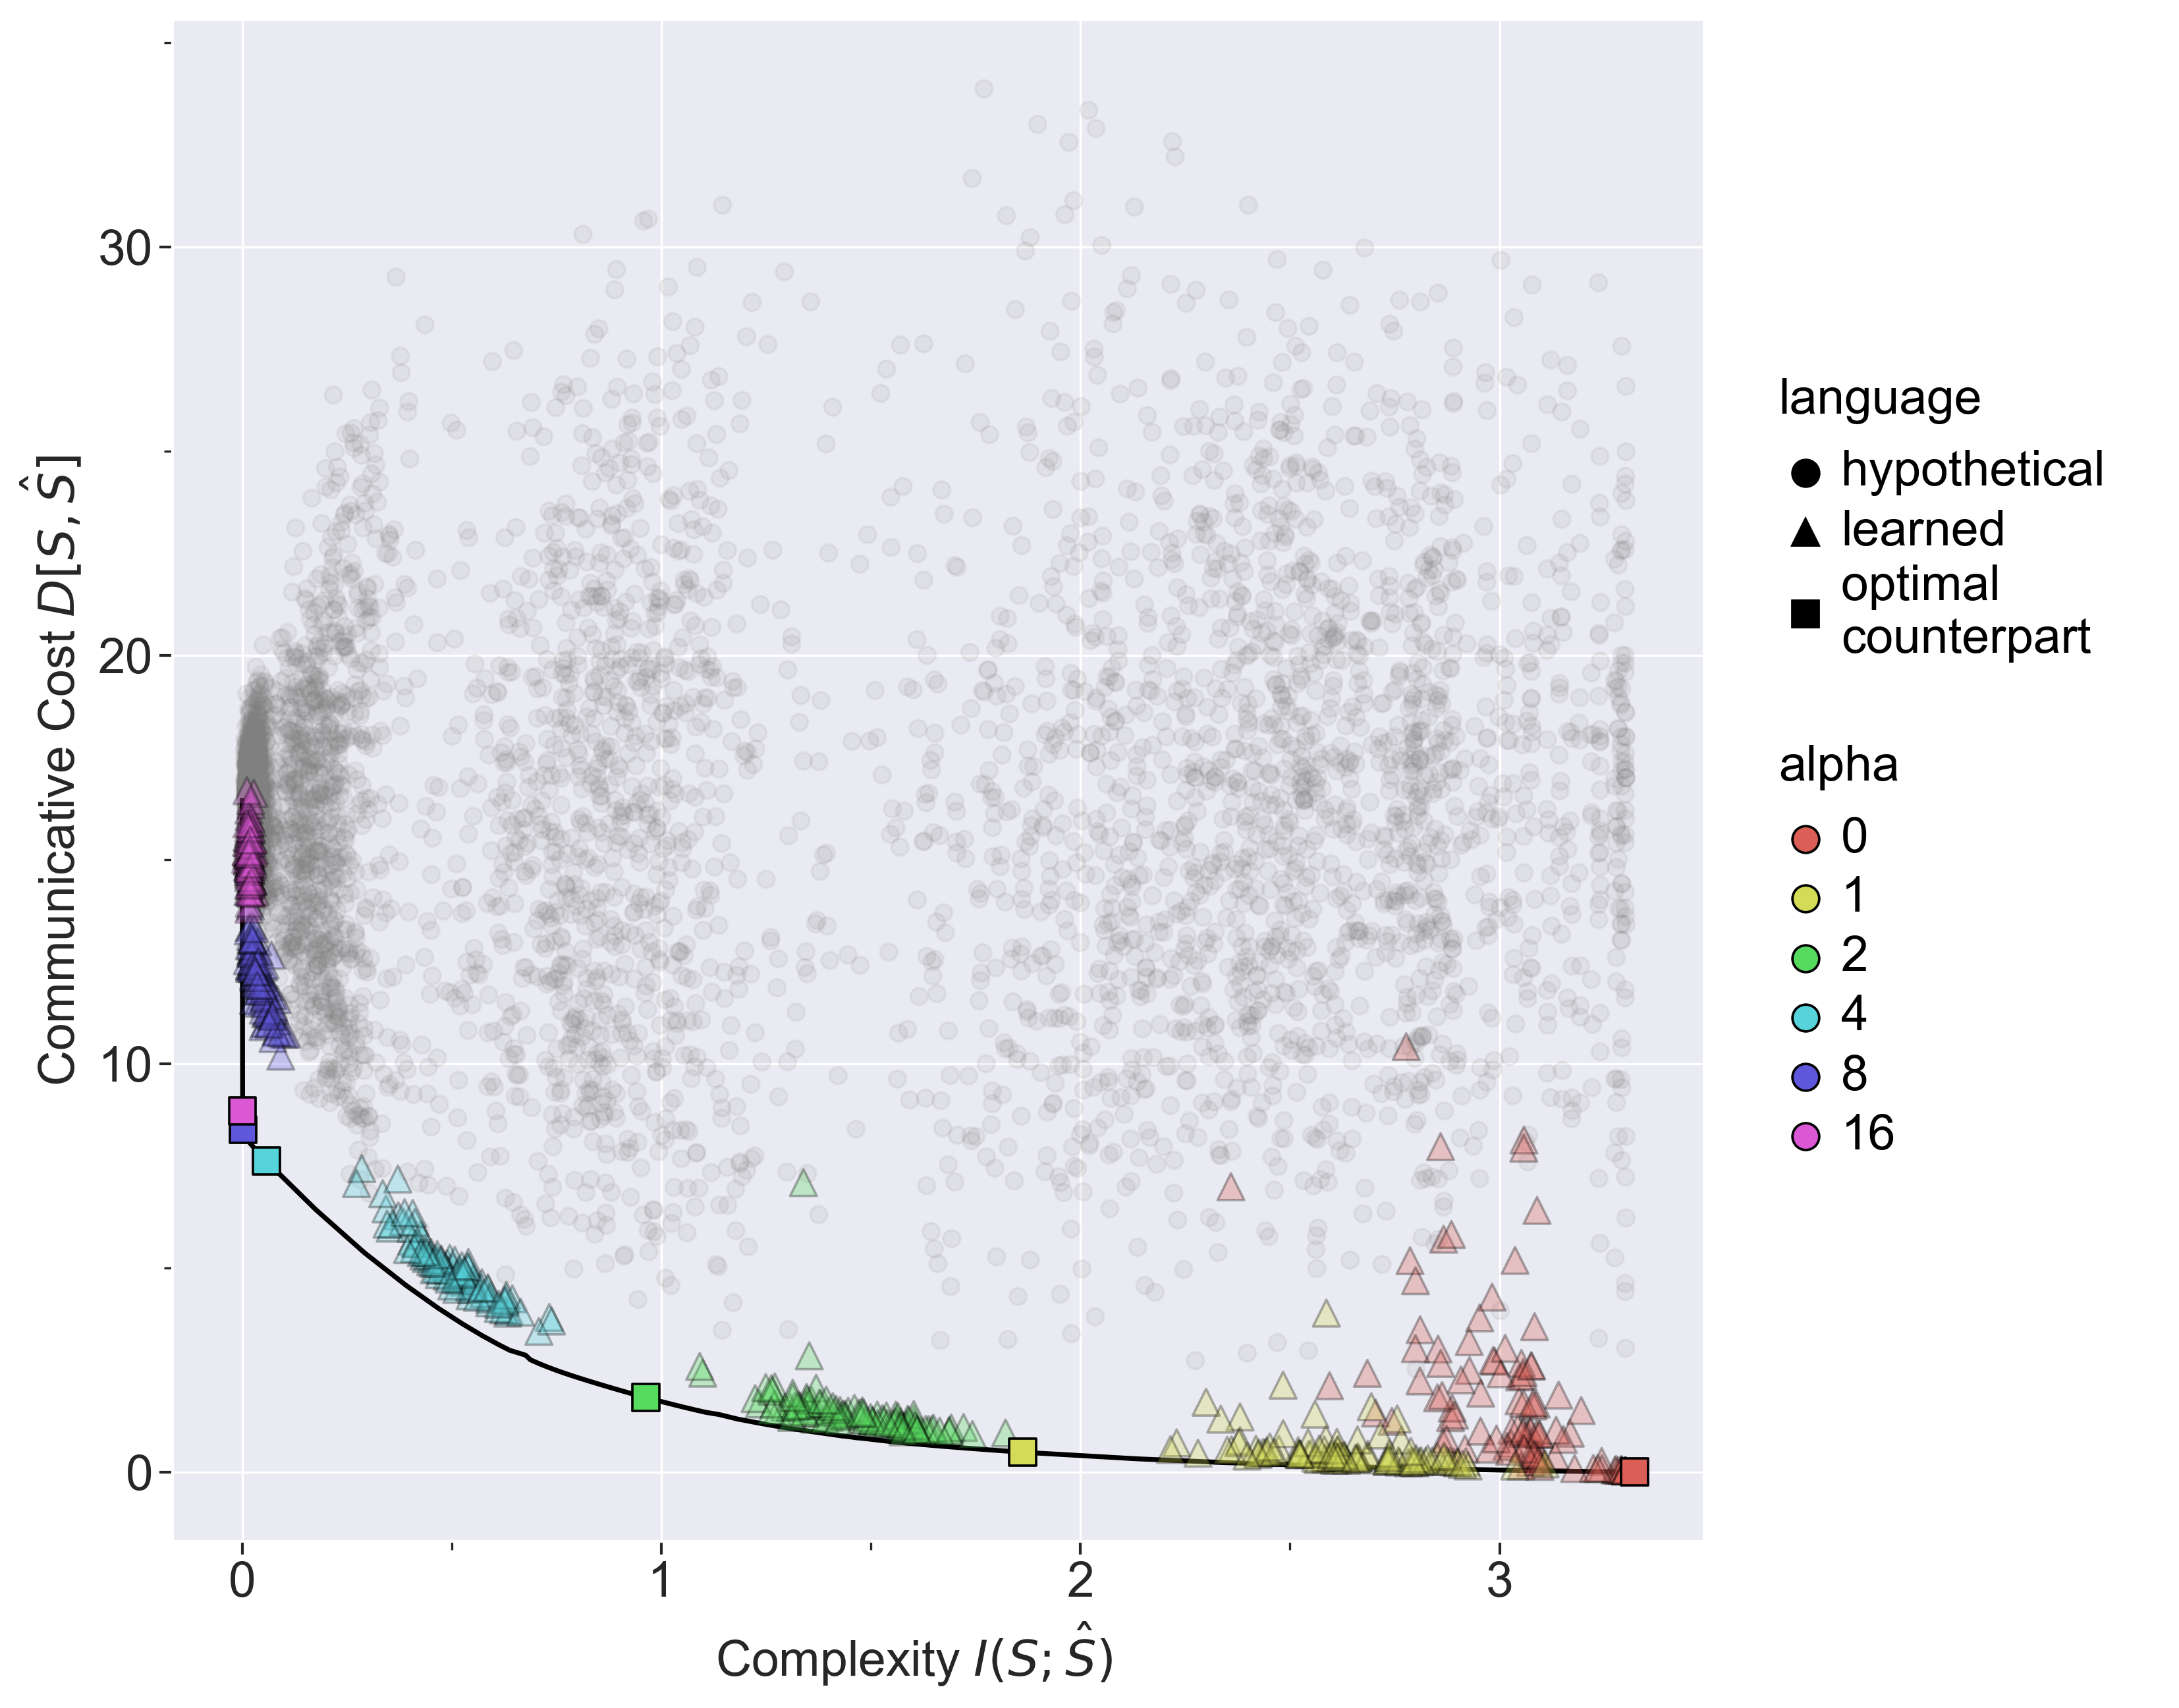 30
20
10
0
0
1
2
3
Communicative Cost D[S, Ŝ]
Complexity I(S; Ŝ)
language
hypothetical
learned
optimal
counterpart
alpha
0
1
2
4
8
16